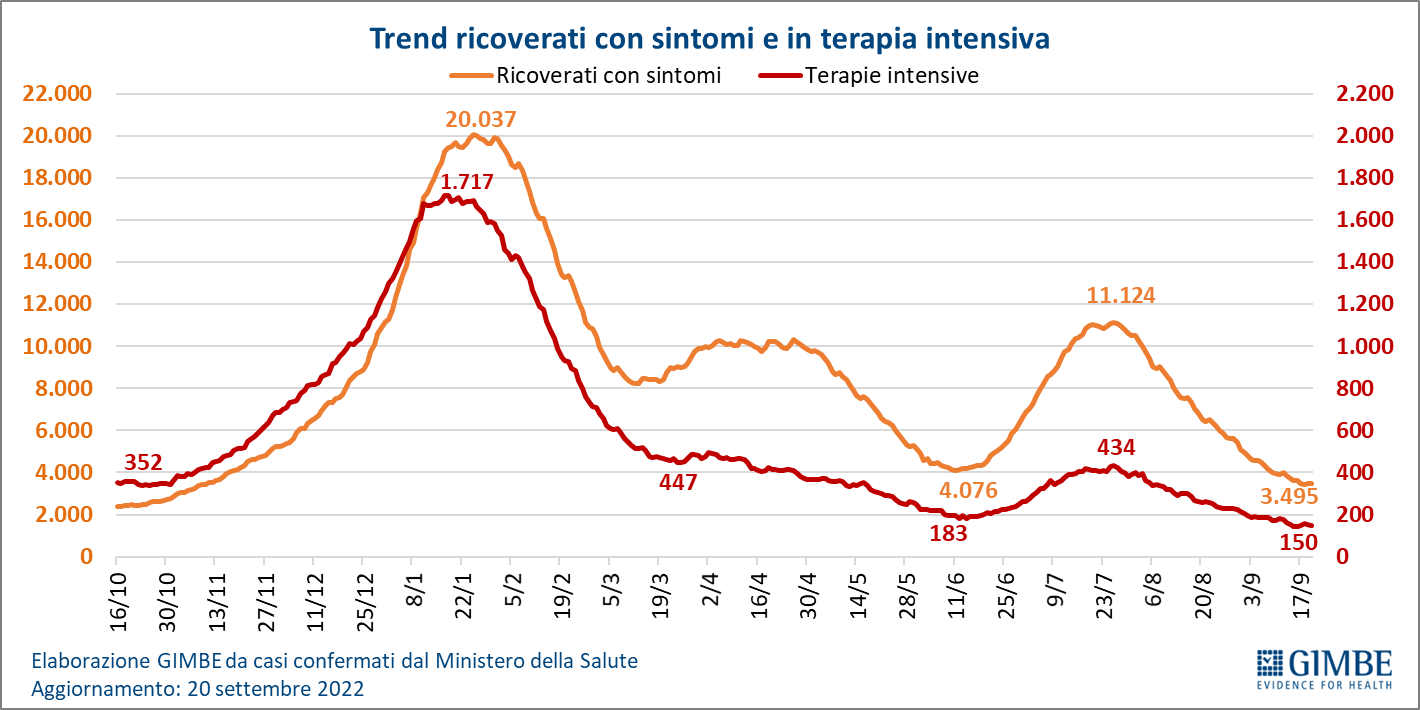 Trend ricoverati con sintomi e in terapia intensiva
Ricoverati con sintomi Terapie intensive
22.000 2.200
20.000 20.037 2.000
18.000 1.717 1.800
16.000 1.600
14.000 1.400
12.000 11.124 1.200
10.000 1.000
8.000 800
6.000 600
4.000 352 447 4.076 434 3.495 400
2.000 183 150 200
0 0
16/10 30/10 13/11 27/11 11/12 25/12 8/1 22/1 5/2 19/2 5/3 19/3 2/4 16/4 30/4 14/5 28/5 11/6 25/6 9/7 23/7 6/8 20/8 3/9 17/9
Elaborazione GIMBE da casi confermati dal Ministero della Salute
Aggiornamento: 20 settembre 2022
GIMBE
EVIDENCE FOR HEALTH